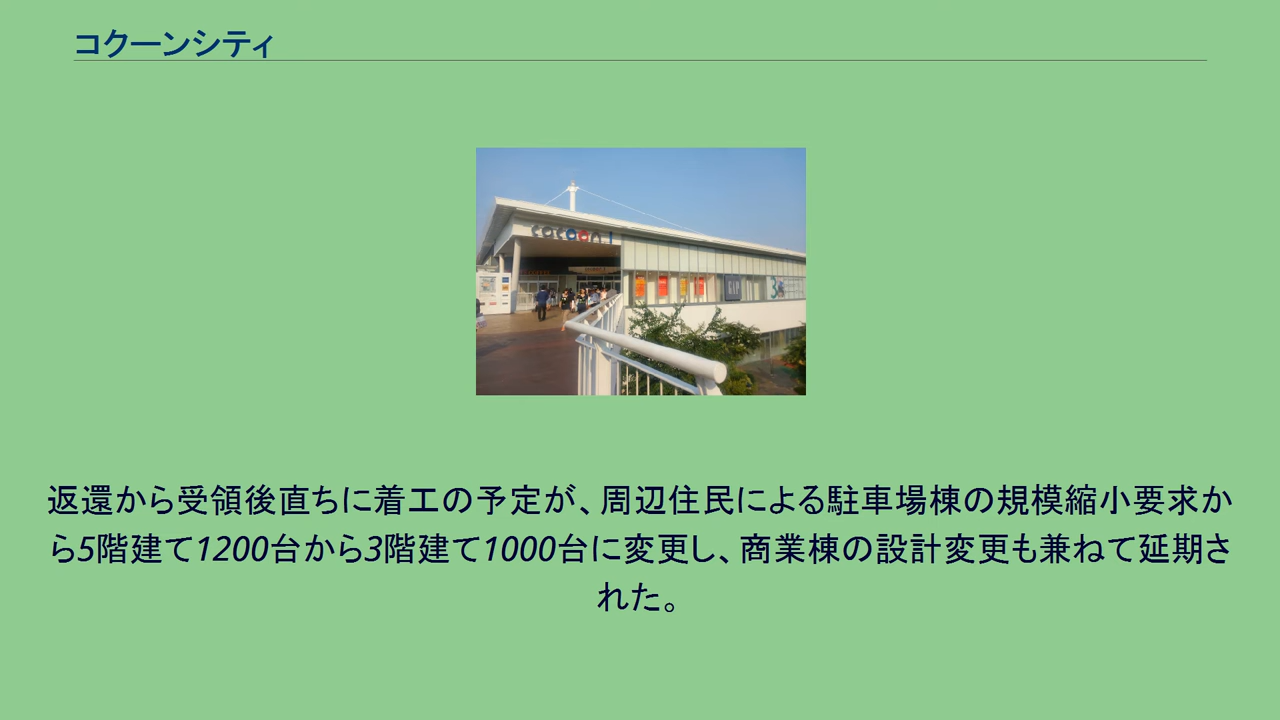 コクーンシティ
cocoon 1
GAP
返還から受領後直ちに着工の予定が、周辺住民による駐車場棟の規模縮小要求か
ら5階建て1200台から3階建て1000台に変更し、商業棟の設計変更も兼ねて延期さ
れた。